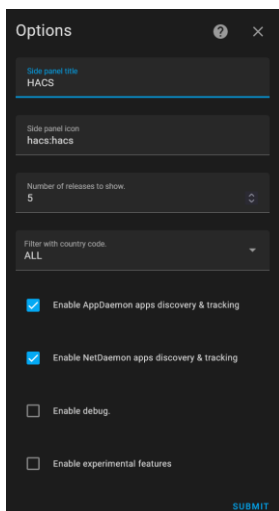 Options
Side panel title
HACS
Side panel icon
hacs:hacs
Number of releases to show.
5
Filter with country code.
ALL
Enable AppDaemon apps discovery & tracking
Enable NetDaemon apps discovery & tracking
Enable debug.
Enable experimental features
SUBMIT